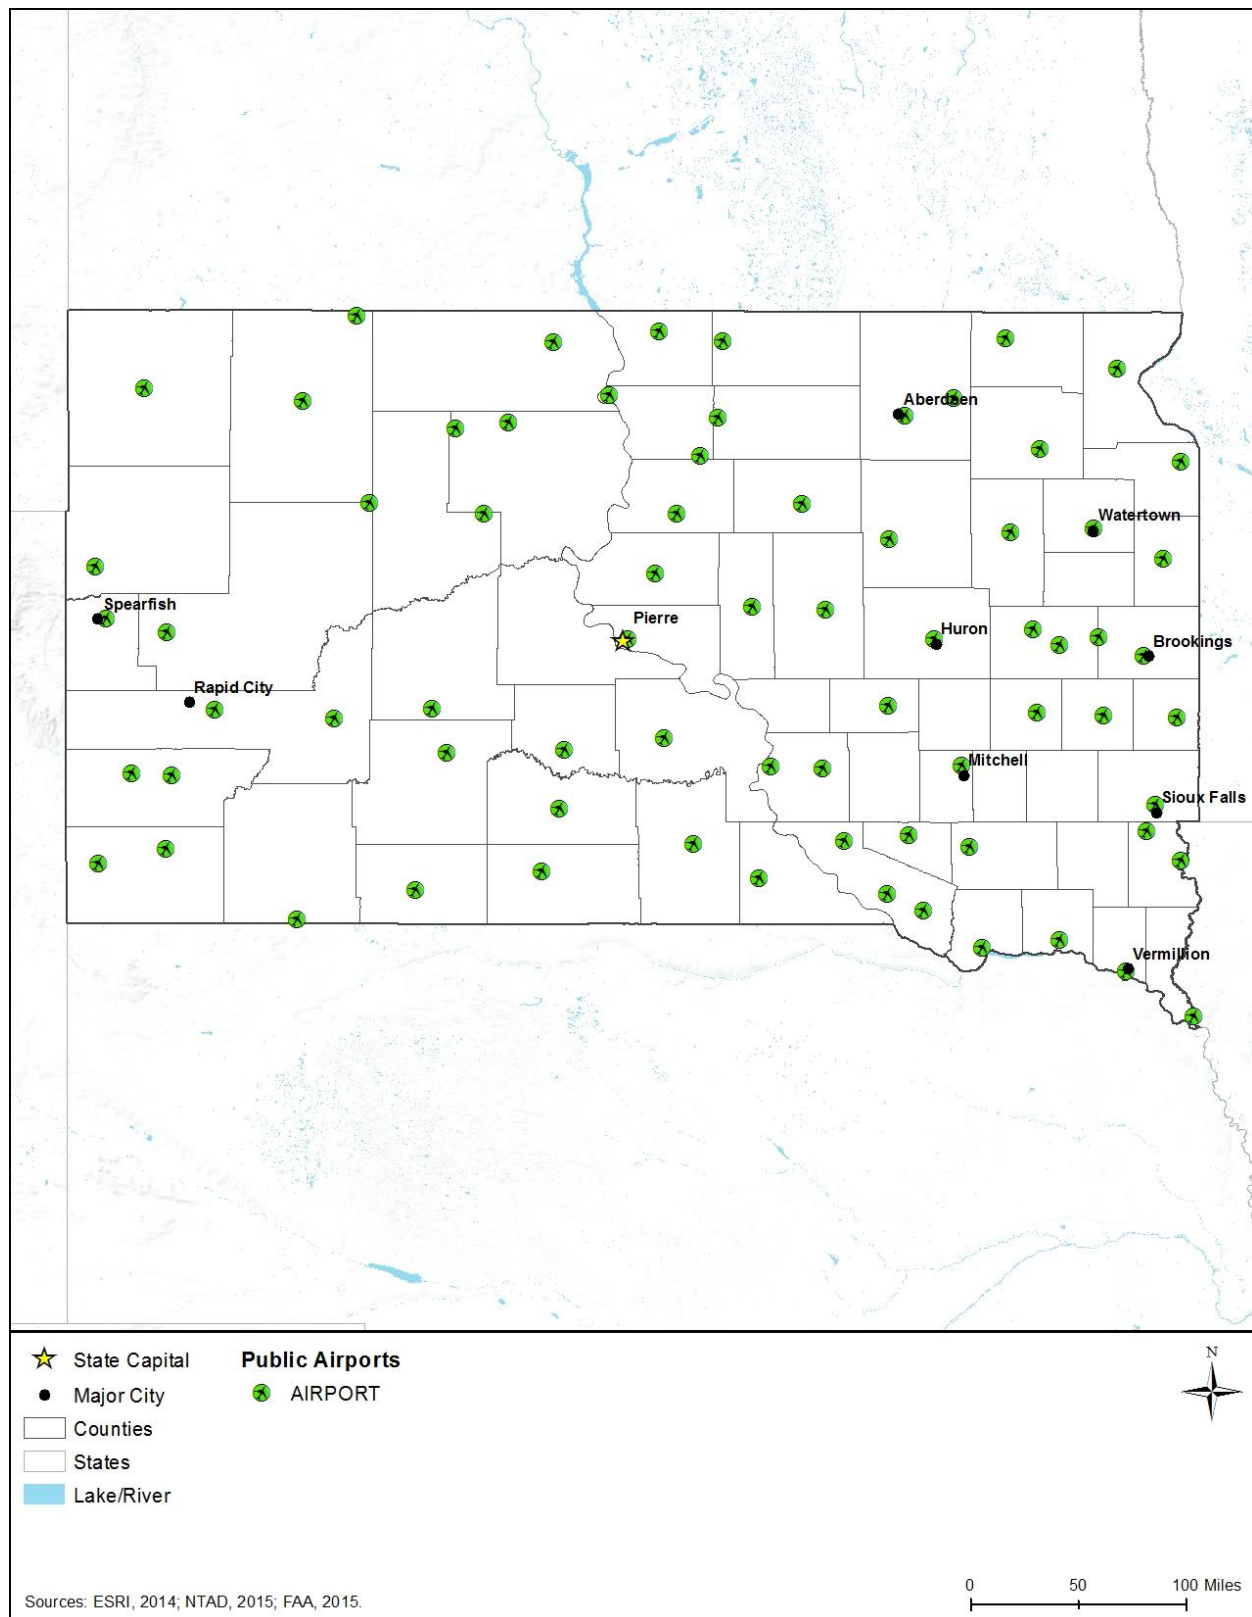 Aberdeen
Watertown
Spearfish
Pierre
Huron
Brookings
Rapid City
Mitchell
Sioux Falls
Vermillion
State Capital
Public Airports
N
Major City
AIRPORT
Counties
States
Lake/River
0 50 100 Miles
Sources: ESRI, 2014; NTAD, 2015; FAA, 2015.